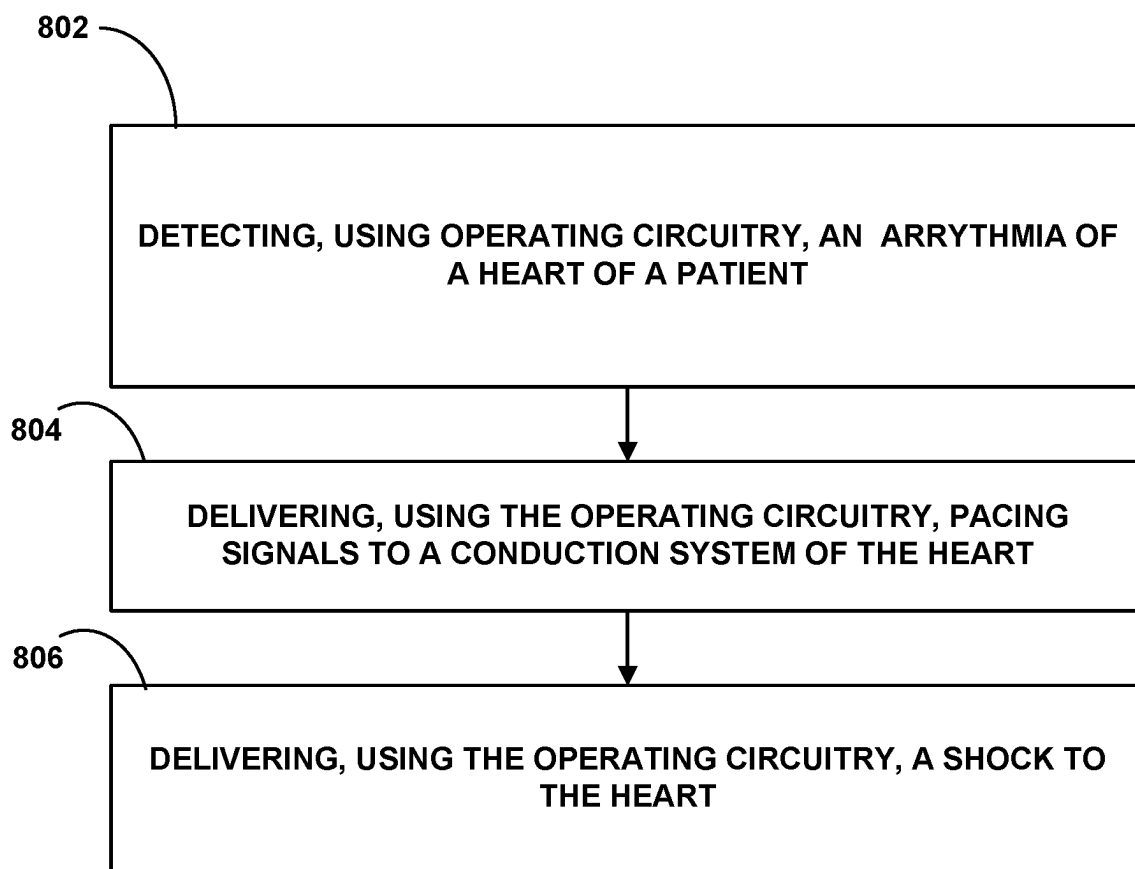 802
DETECTING, USING OPERATING CIRCUITRY, AN ARRYTHMIA OF
A HEART OF A PATIENT
804
DELIVERING, USING THE OPERATING CIRCUITRY, PACING
SIGNALS TO A CONDUCTION SYSTEM OF THE HEART
806
DELIVERING, USING THE OPERATING CIRCUITRY, A SHOCK TO
THE HEART